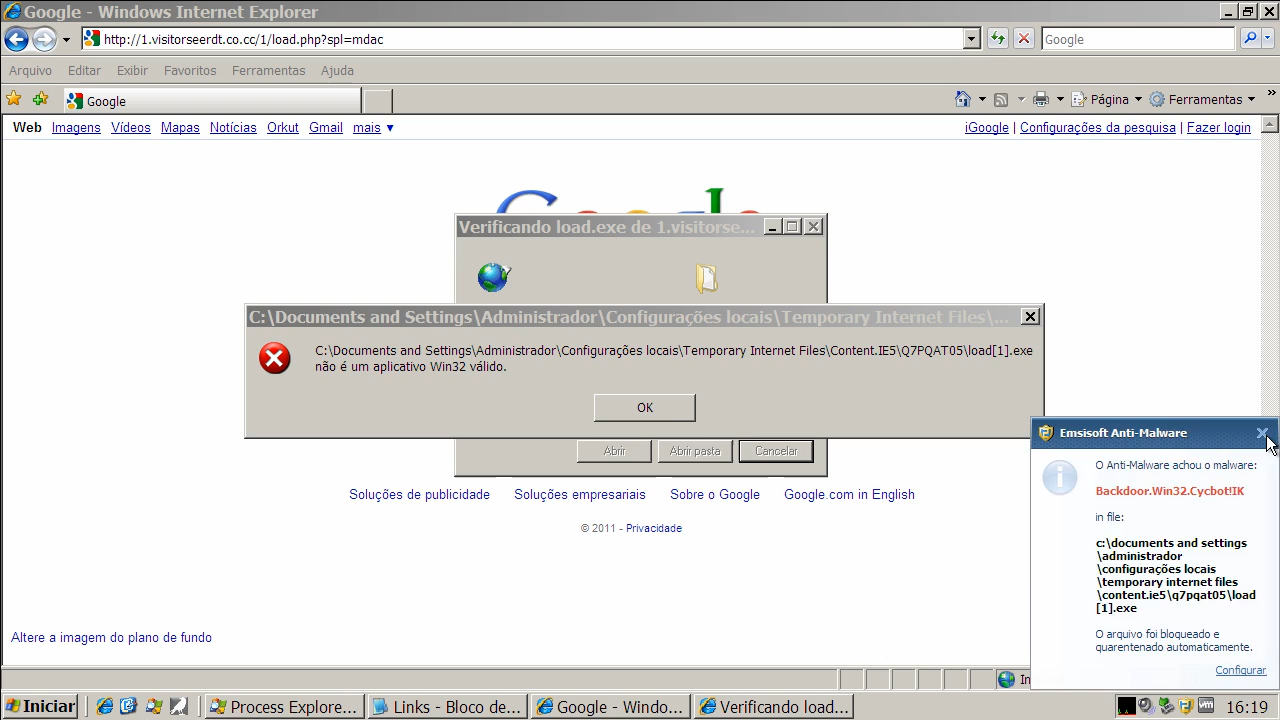 Google - Windows Internet Explorer
http://1.visitorseerdt.co.cc/1/load.php?spl=mdac
Google
Arquivo Editar Exibir Favoritos Ferramentas Ajuda
Google
Página Ferramentas »
Web Imagens Vídeos Mapas Notícias Orkut Gmail mais ▼
iGoogle | Configurações da pesquisa | Fazer login
Verificando load.exe de 1.visitorse...
C:\Documents and Settings\Administrador\Configurações locais\Temporary Internet Files\...
C:\Documents and Settings\Administrador\Configurações locais\Temporary Internet Files\Content.IE5\Q7PQAT05\load[1].exe
não é um aplicativo Win32 válido.
OK
Abrir Abrir pasta Cancelar
Emsisoft Anti-Malware
O Anti-Malware achou o malware:
Backdoor.Win32.Cycbot!IK
in file:
c:\documents and settings
\administrador
\configurações locais
\temporary internet files
\content.ie5\q7pqat05\load
[1].exe
O arquivo foi bloqueado e
quarentenado automaticamente.
Configurar
Soluções de publicidade Soluções empresariais Sobre o Google Google.com in English
© 2011 - Privacidade
Altere a imagem do plano de fundo
Iniciar
Process Explore...
Links - Bloco de...
Google - Windo...
Verificando load...
16:19